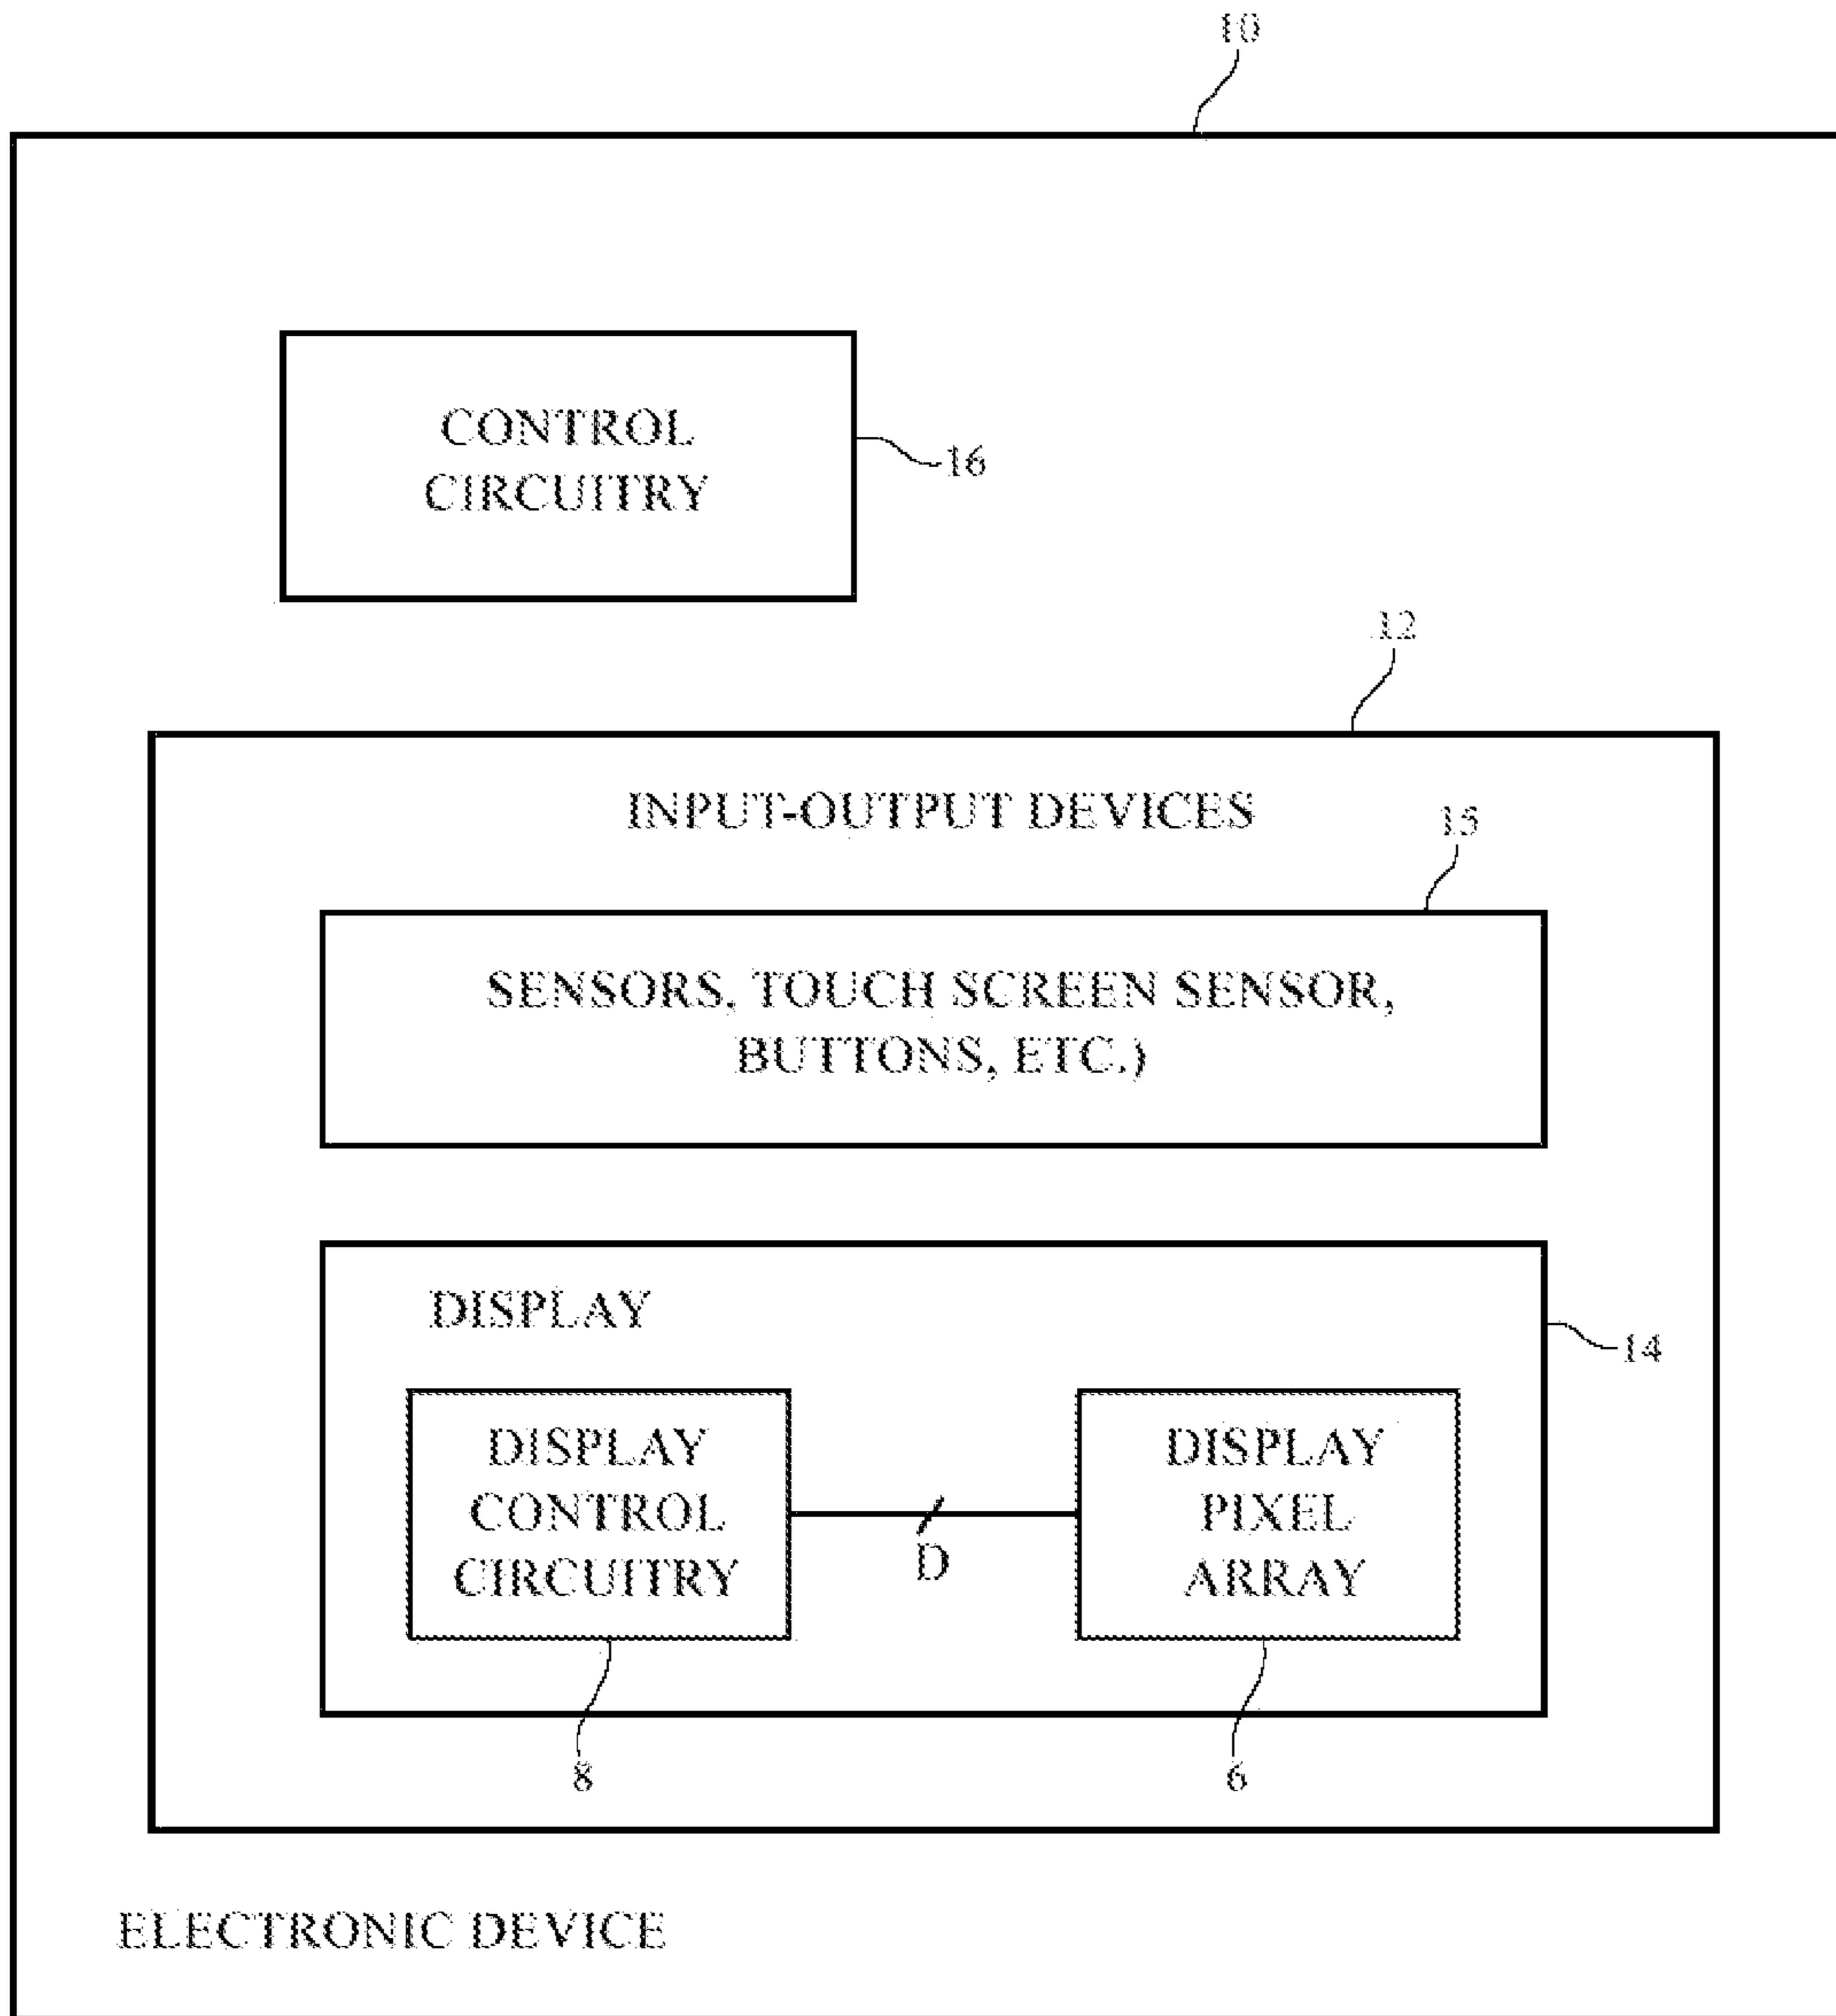 10
CONTROL
CIRCUITRY
16
12
INPUT-OUTPUT DEVICES
15
SENSORS, TOUCH SCREEN SENSOR,
BUTTONS, ETC.)
DISPLAY
14
DISPLAY
CONTROL
CIRCUITRY
D
DISPLAY
PIXEL
ARRAY
8
6
ELECTRONIC DEVICE